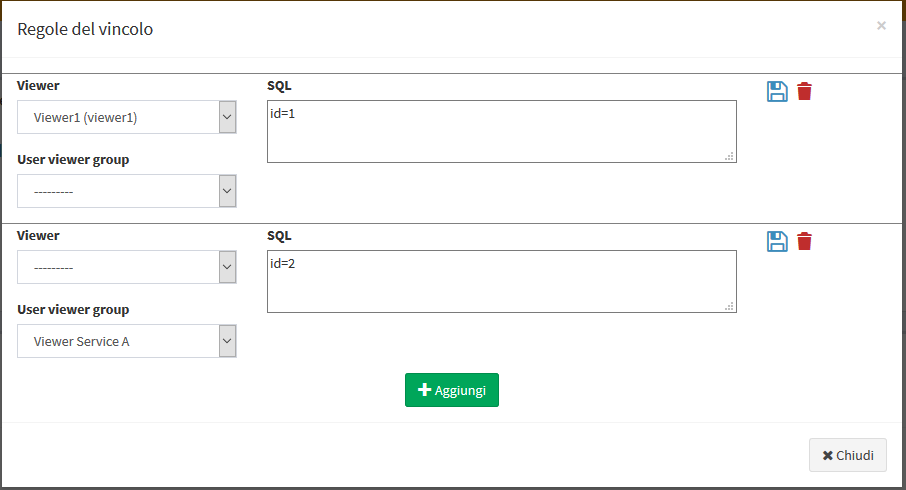 Regole del vincolo
×
Viewer
SQL
Viewer1 (viewer1)
id=1
User viewer group
---------
Viewer
SQL
---------
id=2
User viewer group
Viewer Service A
Aggiungi
Chiudi